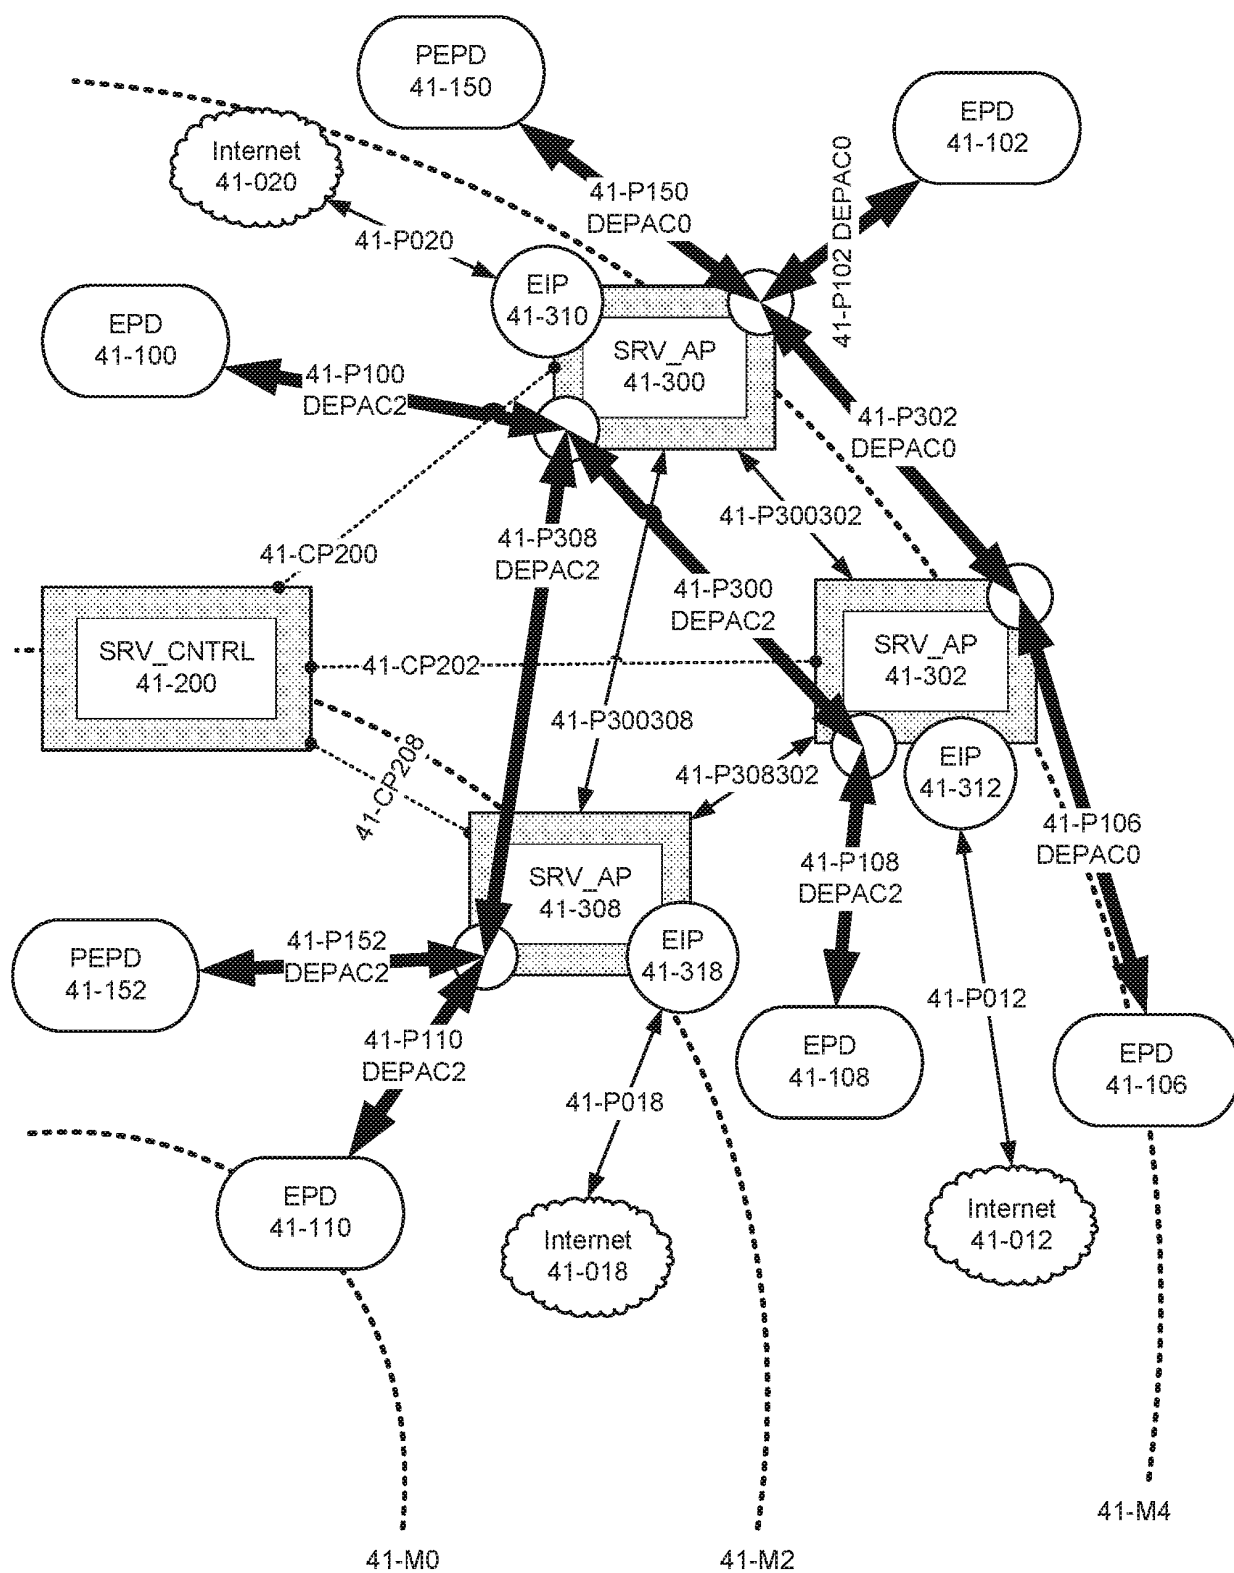 PEPD
41-150
EPD
41-102
Internet
41-020
41-P150
DEPAC0
41-P102 DEPAC0
41-P020
EIP
41-310
EPD
41-100
SRV_AP
41-300
41-P100
DEPAC2
41-P302
DEPAC0
41-P300302
41-P308
DEPAC2
41-CP200
41-P300
DEPAC2
SRV_CNTRL
41-200
41-CP202
SRV_AP
41-302
41-P300308
41-CP208
41-P308302
EIP
41-312
41-P106
DEPAC0
41-P108
DEPAC2
SRV_AP
41-308
EIP
41-318
41-P152
DEPAC2
PEPD
41-152
41-P012
41-P110
DEPAC2
EPD
41-108
EPD
41-106
41-P018
EPD
41-110
Internet
41-018
Internet
41-012
41-M4
41-M0
41-M2